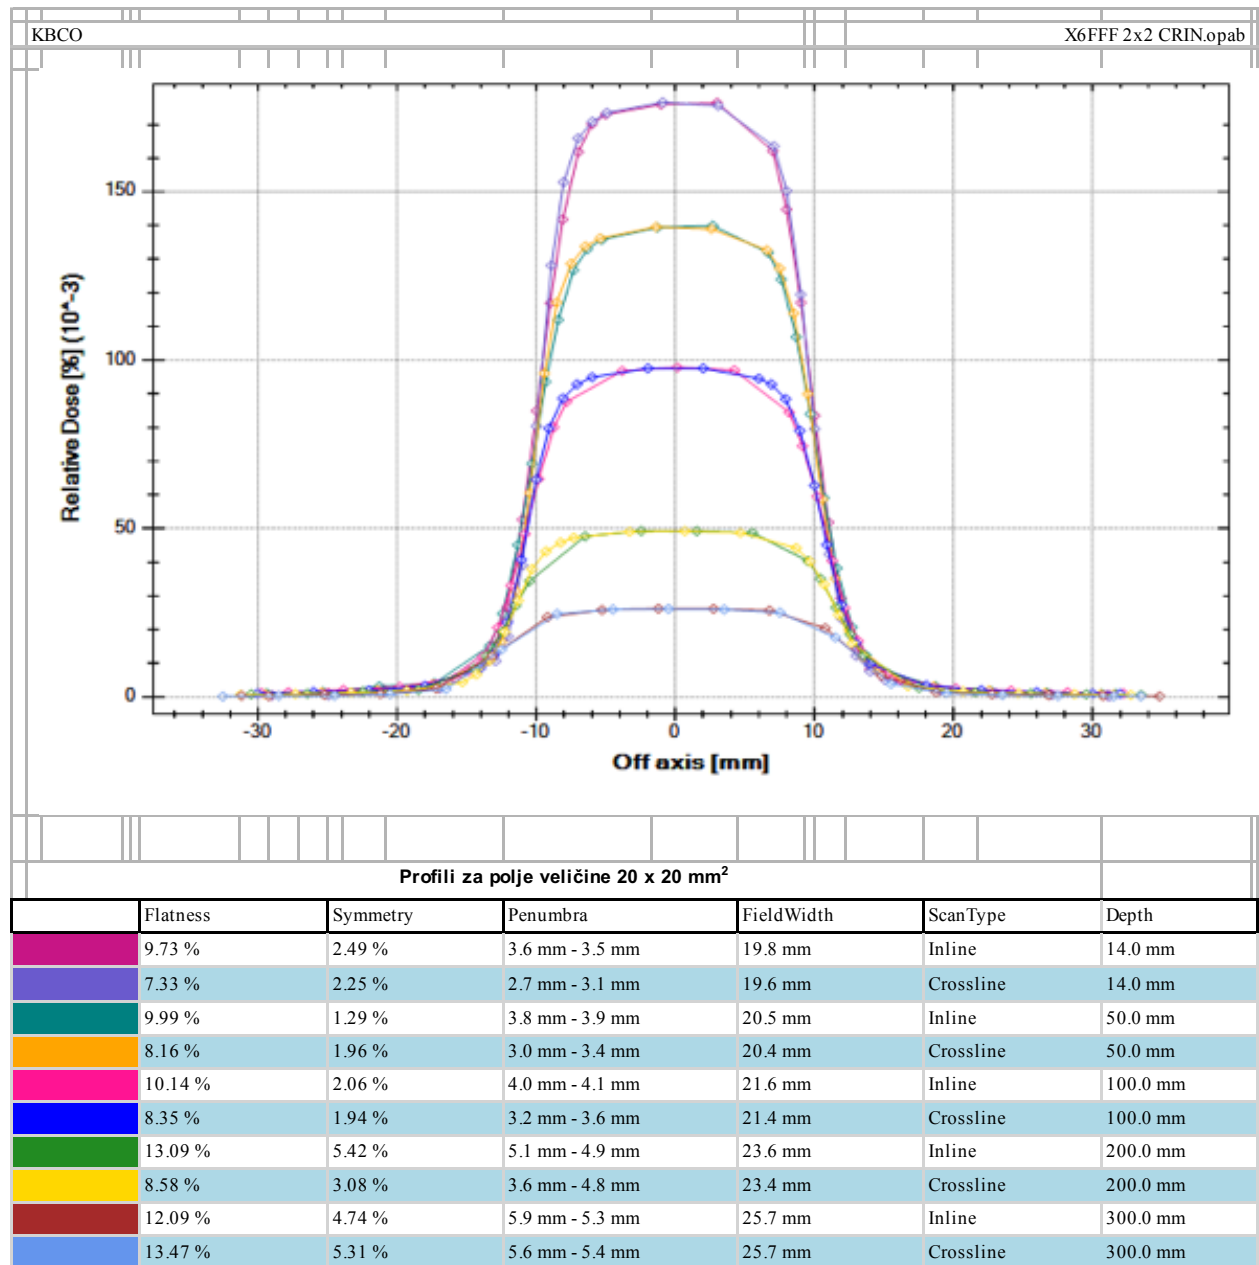 KBCO X6FFF 2x2 CRIN.opab
150
100
50
0
Relative Dose [%] (10^-3)
-30 -20 -10 0 10 20 30
Off axis [mm]
Profili za polje veličine 20 x 20 mm²
Flatness Symmetry Penumbra FieldWidth ScanType Depth
9.73 % 2.49 % 3.6 mm - 3.5 mm 19.8 mm Inline 14.0 mm
7.33 % 2.25 % 2.7 mm - 3.1 mm 19.6 mm Crossline 14.0 mm
9.99 % 1.29 % 3.8 mm - 3.9 mm 20.5 mm Inline 50.0 mm
8.16 % 1.96 % 3.0 mm - 3.4 mm 20.4 mm Crossline 50.0 mm
10.14 % 2.06 % 4.0 mm - 4.1 mm 21.6 mm Inline 100.0 mm
8.35 % 1.94 % 3.2 mm - 3.6 mm 21.4 mm Crossline 100.0 mm
13.09 % 5.42 % 5.1 mm - 4.9 mm 23.6 mm Inline 200.0 mm
8.58 % 3.08 % 3.6 mm - 4.8 mm 23.4 mm Crossline 200.0 mm
12.09 % 4.74 % 5.9 mm - 5.3 mm 25.7 mm Inline 300.0 mm
13.47 % 5.31 % 5.6 mm - 5.4 mm 25.7 mm Crossline 300.0 mm